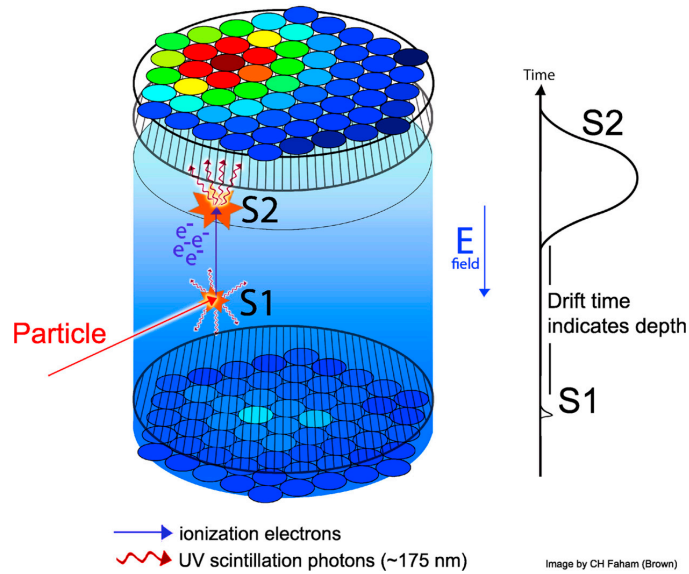 Time
S2
S2
e-
e- e-
e- e-
E
field
Drift time
indicates depth
S1
S1
Particle
ionization electrons
UV scintillation photons (~175 nm)
Image by CH Faham (Brown)